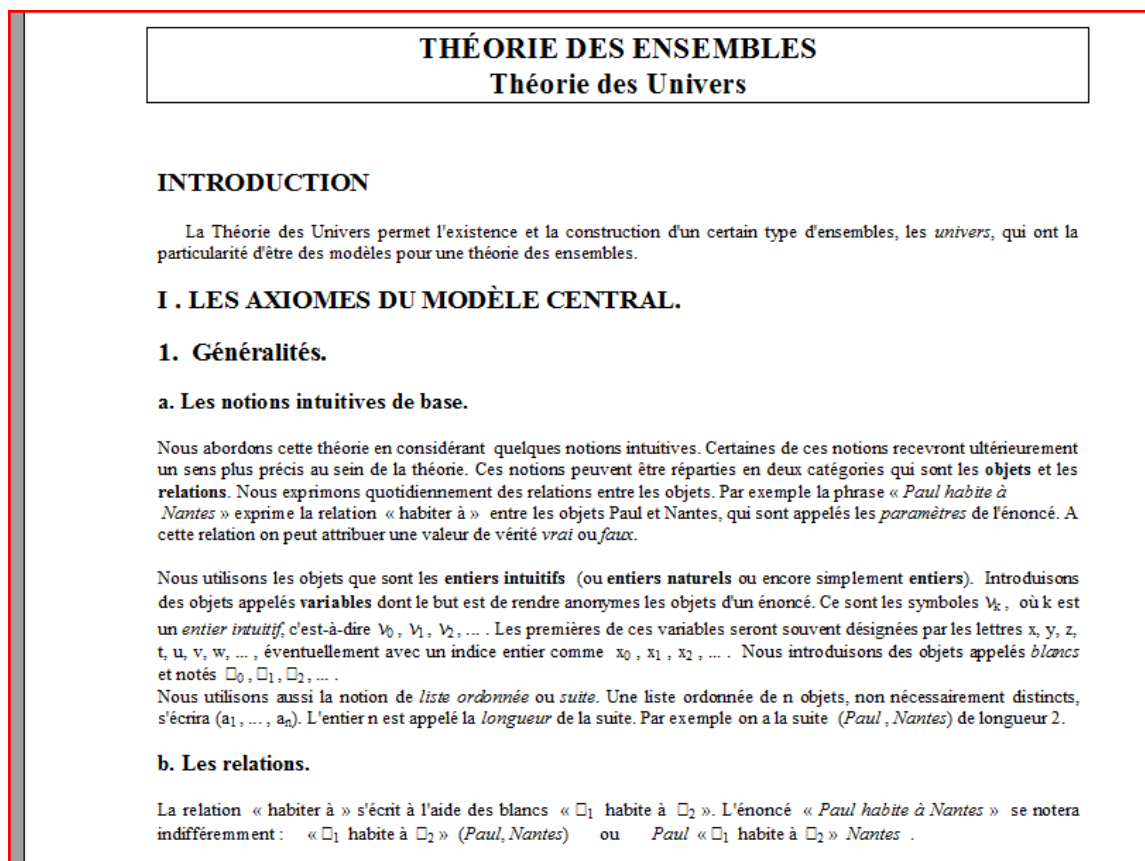 THÉORIE DES ENSEMBLES
Théorie des Univers
INTRODUCTION
La Théorie des Univers permet l'existence et la construction d'un certain type d'ensembles, les univers, qui ont la
particularité d'être des modèles pour une théorie des ensembles.
I . LES AXIOMES DU MODÈLE CENTRAL.
1. Généralités.
a. Les notions intuitives de base.
Nous abordons cette théorie en considérant quelques notions intuitives. Certaines de ces notions recevront ultérieurement
un sens plus précis au sein de la théorie. Ces notions peuvent être réparties en deux catégories qui sont les objets et les
relations. Nous exprimons quotidiennement des relations entre les objets. Par exemple la phrase « Paul habite à
Nantes » exprime la relation « habiter à » entre les objets Paul et Nantes, qui sont appelés les paramètres de l'énoncé. A
cette relation on peut attribuer une valeur de vérité vrai ou faux.
Nous utilisons les objets que sont les entiers intuitifs (ou entiers naturels ou encore simplement entiers). Introduisons
des objets appelés variables dont le but est de rendre anonymes les objets d'un énoncé. Ce sont les symboles νₖ , où k est
un entier intuitif, c'est-à-dire ν₀ , ν₁ , ν₂ , ... . Les premières de ces variables seront souvent désignées par les lettres x, y, z,
t, u, v, w, ... , éventuellement avec un indice entier comme x₀ , x₁ , x₂ , ... . Nous introduisons des objets appelés blancs
et notés □₀ , □₁ , □₂ , ... .
Nous utilisons aussi la notion de liste ordonnée ou suite. Une liste ordonnée de n objets, non nécessairement distincts,
s'écrira (a₁ , ... , aₙ). L'entier n est appelé la longueur de la suite. Par exemple on a la suite (Paul , Nantes) de longueur 2.
b. Les relations.
La relation « habiter à » s'écrit à l'aide des blancs « □₁ habite à □₂ ». L'énoncé « Paul habite à Nantes » se notera
indifféremment : « □₁ habite à □₂ » (Paul, Nantes) ou Paul « □₁ habite à □₂ » Nantes .